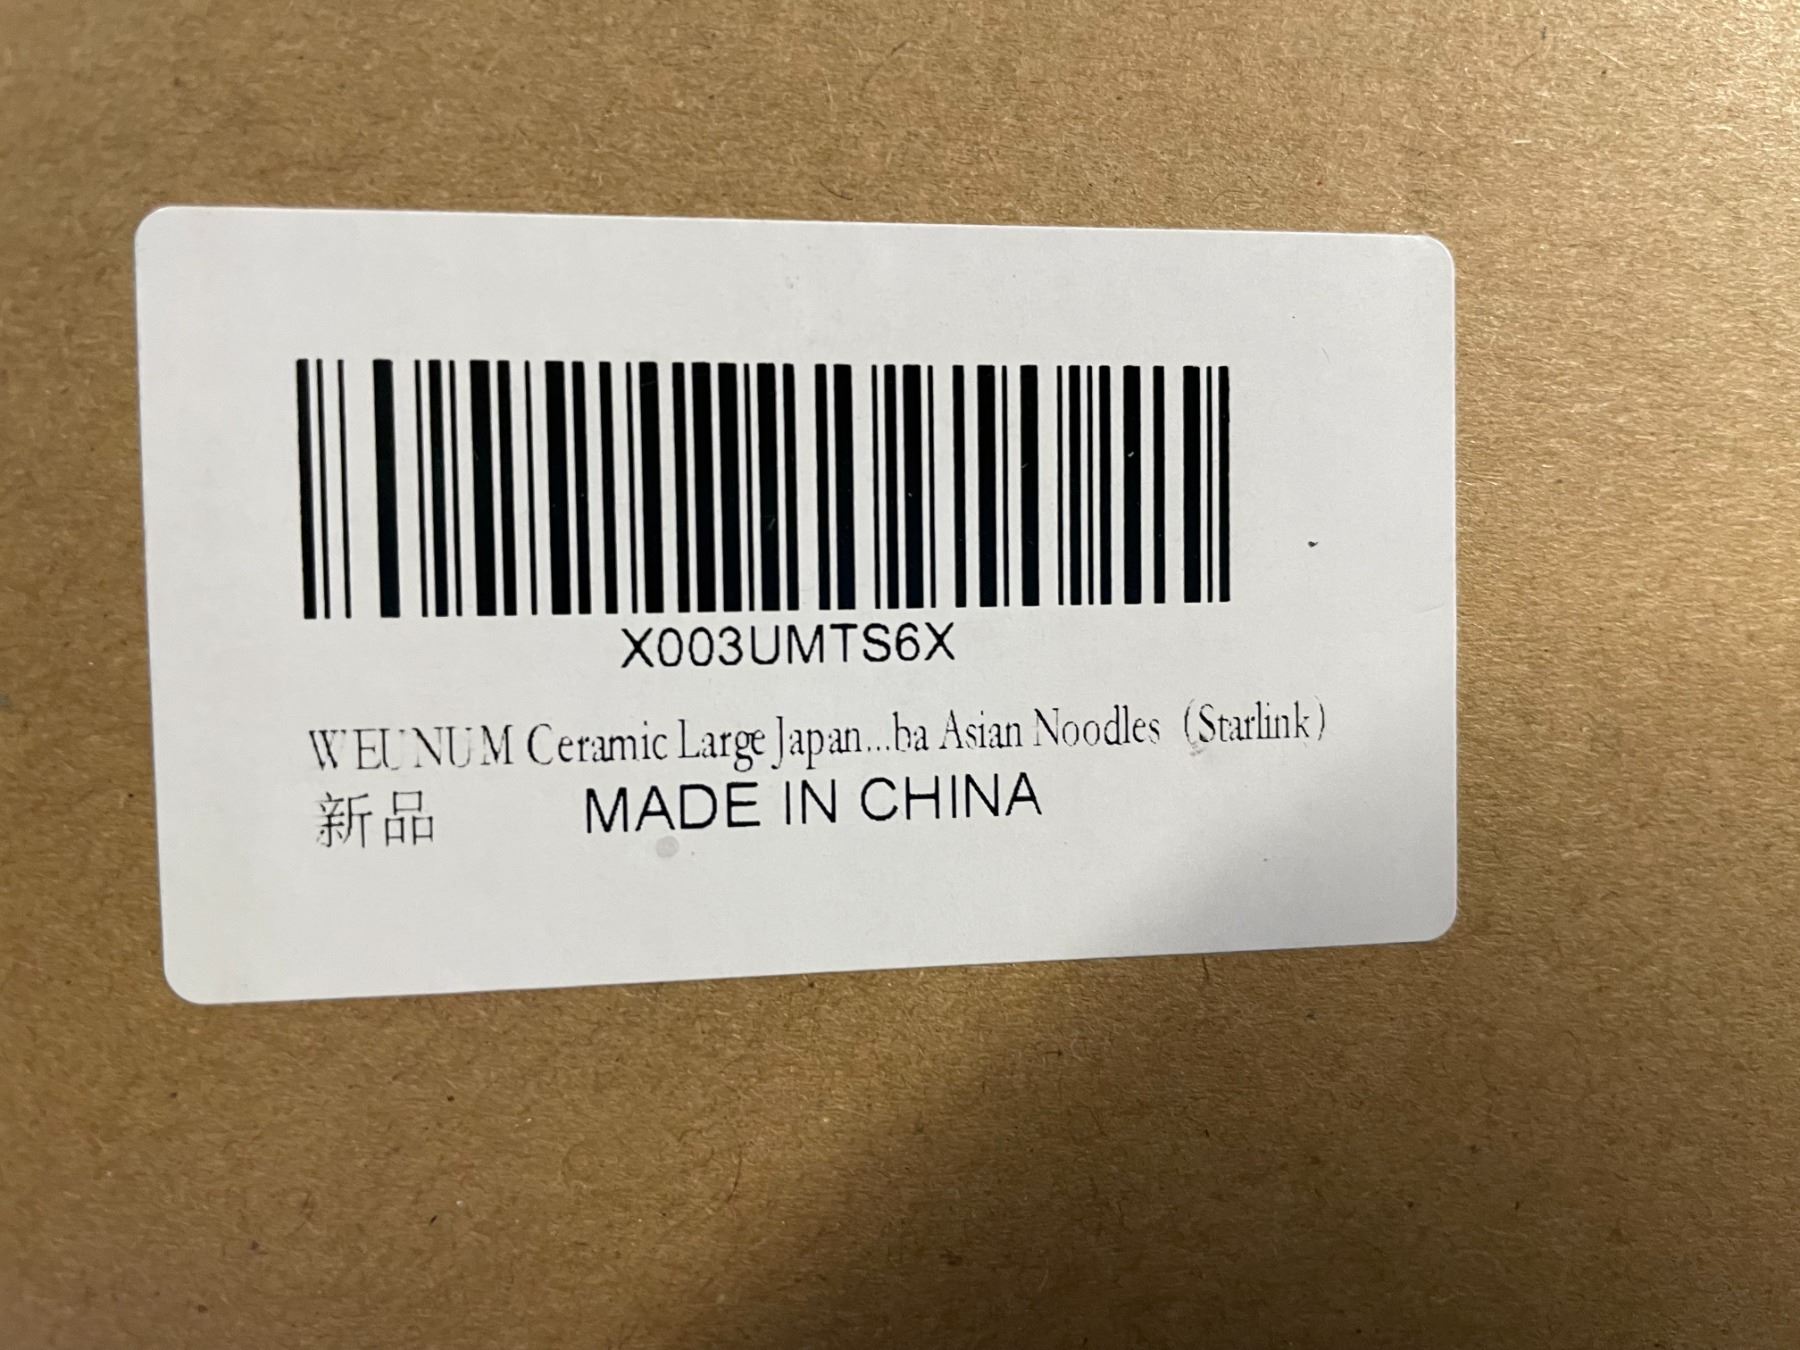 X003UMTS6X
WEUNUM Ceramic Large Japan...ba Asian Noodles (Starlink)
新品 MADE IN CHINA